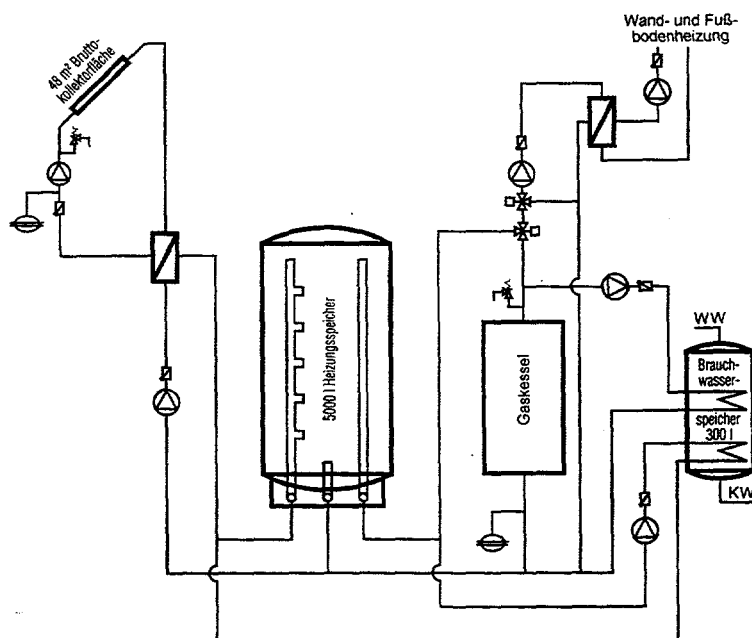 Wand- und Fuß-
bodenheizung
48 m² Brutto-
kollektorfläche
5000 l Heizungsspeicher
Gaskessel
WW
Brauch-
wasser-
speicher
300 l
KW